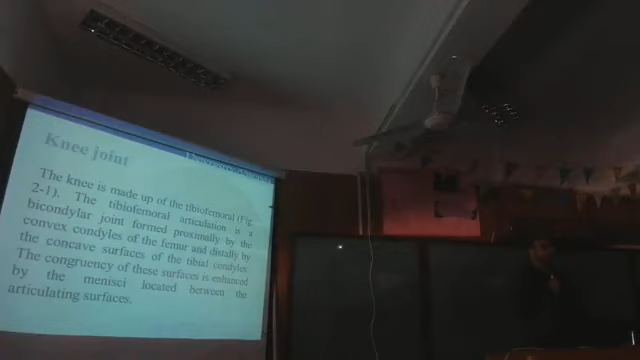 Knee joint
The knee is made up of the tibiofemoral (Fig.
2-1). The tibiofemoral articulation is a
bicondylar joint formed proximally by the
convex condyles of the femur and distally by
the concave surfaces of the tibial condyles.
The congruency of these surfaces is enhanced
by the menisci located between the
articulating surfaces.